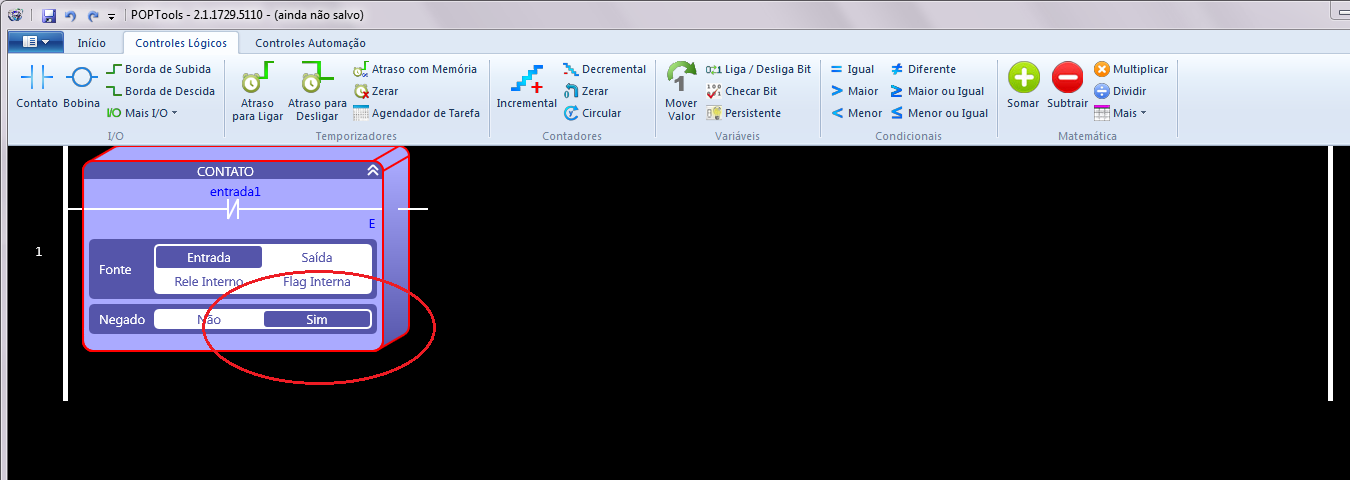 POPTools - 2.1.1729.5110 - (ainda não salvo)
Início Controles Lógicos Controles Automação
Contato
Bobina
Borda de Subida
Borda de Descida
Mais I/O
I/O
Atraso
para Ligar
Atraso para
Desligar
Atraso com Memória
Zerar
Agendador de Tarefa
Temporizadores
Incremental
Decremental
Zerar
Circular
Contadores
Mover
Valor
Liga / Desliga Bit
Checar Bit
Persistente
Variáveis
= Igual
> Maior
< Menor
≠ Diferente
≥ Maior ou Igual
≤ Menor ou Igual
Condicionais
Somar
Subtrair
Multiplicar
Dividir
Mais
Matemática
CONTATO
entrada1
E
1
Fonte
Entrada Saída
Rele Interno Flag Interna
Negado Não Sim